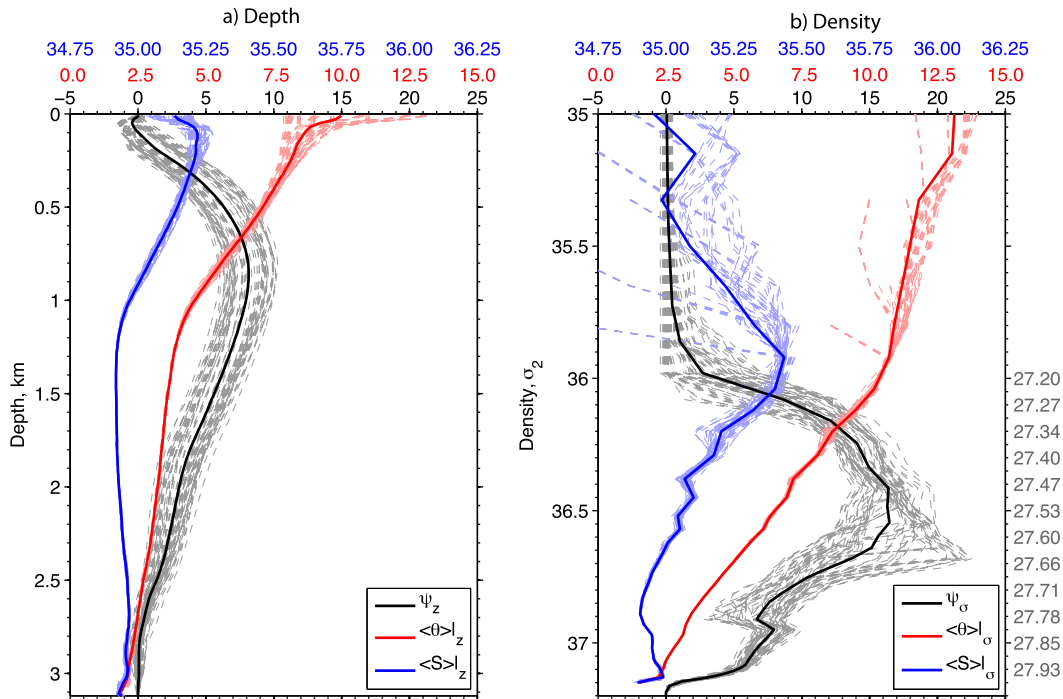 a) Depth
34.75 35.00 35.25 35.50 35.75 36.00 36.25
0.0 2.5 5.0 7.5 10.0 12.5 15.0
−5 0 5 10 15 20 25
0
0.5
1
1.5
2
2.5
3
Depth, km
ψz
<θ>|z
<S>|z
b) Density
34.75 35.00 35.25 35.50 35.75 36.00 36.25
0.0 2.5 5.0 7.5 10.0 12.5 15.0
−5 0 5 10 15 20 25
35
35.5
36
36.5
37
Density, σ2
27.20
27.27
27.34
27.40
27.47
27.53
27.60
27.66
27.71
27.78
27.85
27.93
ψσ
<θ>|σ
<S>|σ